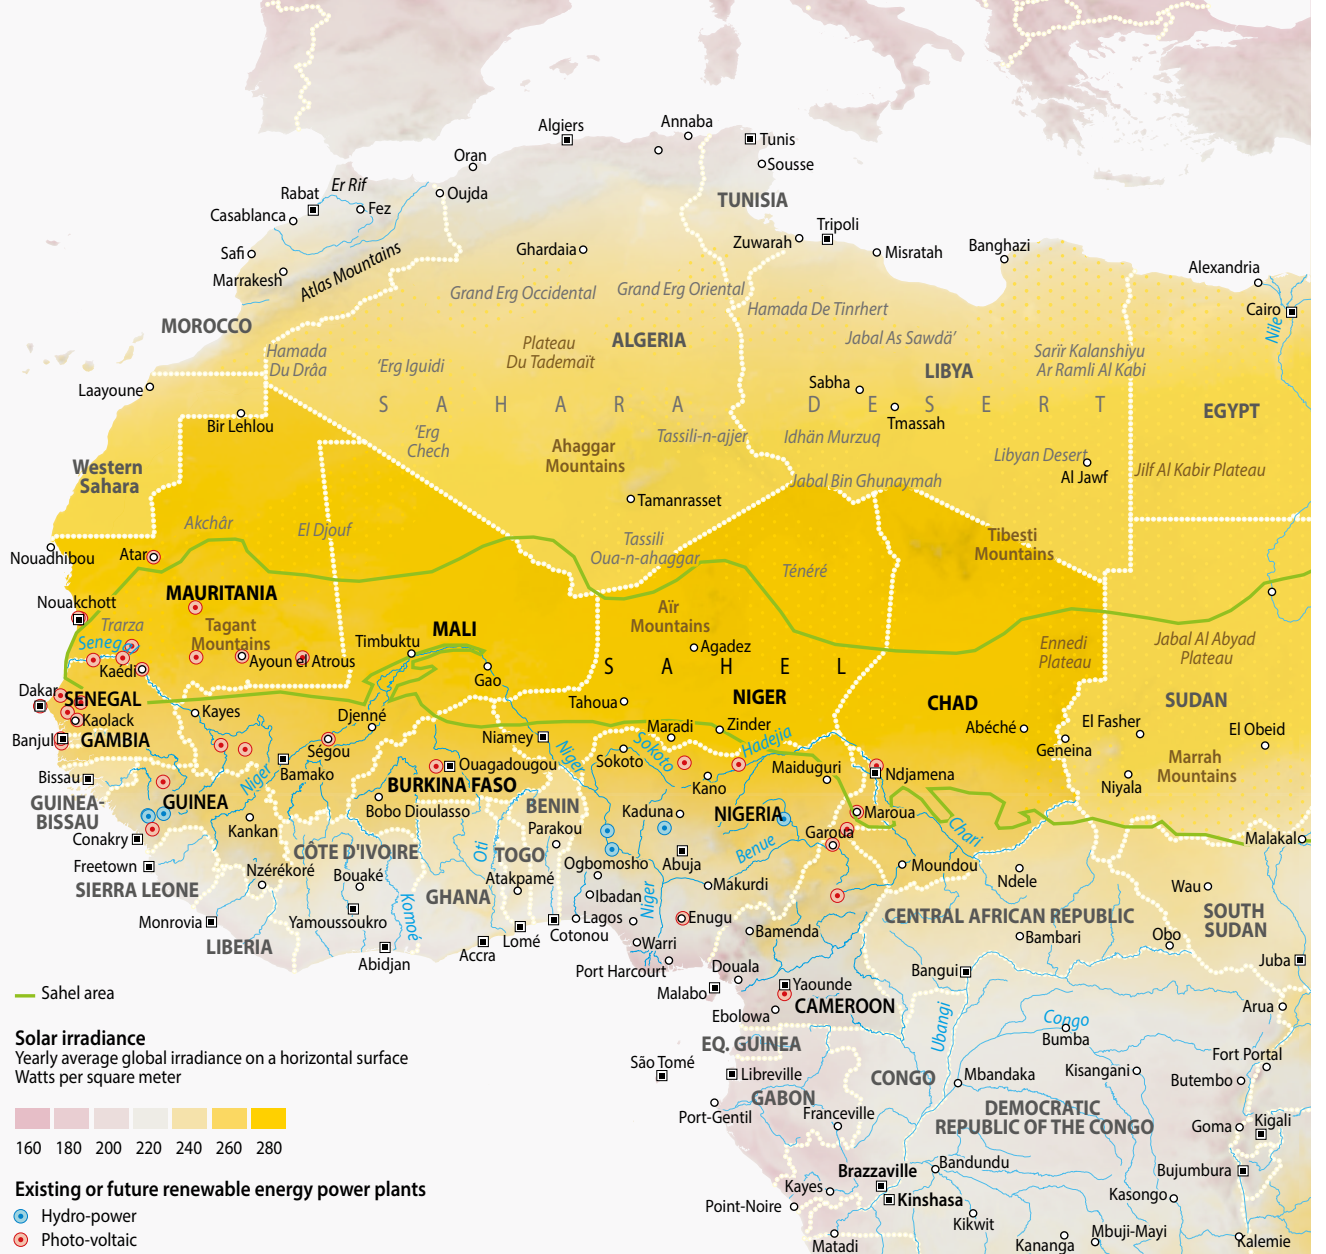 Algiers
Annaba
Tunis
Oran
Sousse
Er Rif
Rabat
Oujda
Fez
Casablanca
TUNISIA
Tripoli
Zuwarah
Misratah
Banghazi
Safi
Ghardaia
Alexandria
Marrakesh
Atlas Mountains
Grand Erg Occidental
Grand Erg Oriental
Hamada De Tinrhert
Cairo
Nile
MOROCCO
ALGERIA
Jabal As Sawdā'
Hamada
Du Drâa
Plateau
Du Tademaït
'Erg Iguidi
Sarīr Kalanshiyu
Ar Ramli Al Kabi
LIBYA
Laayoune
Sabha
S A H A R A D E S E R T
Bir Lehlou
Tmassah
EGYPT
'Erg
Chech
Tassili-n-ajjer
Idhān Murzuq
Ahaggar
Mountains
Libyan Desert
Western
Sahara
Al Jawf
Jilf Al Kabir Plateau
Jabal Bin Ghunaymah
Tamanrasset
Akchâr
El Djouf
Tassili
Oua-n-ahaggar
Tibesti
Mountains
Nouadhibou
Atar
Ténéré
MAURITANIA
Nouakchott
Aïr
Mountains
Trarza
Tagant
Mountains
MALI
Senegal
Timbuktu
Agadez
Ennedi
Plateau
Jabal Al Abyad
Plateau
Kaédi
Ayoun el Atrous
S A H E L
Gao
Dakar
SENEGAL
Tahoua
NIGER
CHAD
SUDAN
Kaolack
Kayes
Djenné
Maradi
Zinder
Abéché
El Fasher
El Obeid
Banjul
GAMBIA
Ségou
Niamey
Niger
Sokoto
Hadejia
Geneina
Sokoto
Marrah
Mountains
Bissau
Bamako
Ouagadougou
Maiduguri
Ndjamena
Niger
BURKINA FASO
Kano
Niyala
GUINEA-
BISSAU
GUINEA
Bobo Dioulasso
BENIN
Kaduna
NIGERIA
Maroua
Kankan
Parakou
Garoua
Chari
Conakry
Malakal
CÔTE D'IVOIRE
Oti
TOGO
Benue
Freetown
Nzérékoré
Bouaké
Ogbomosho
Abuja
Moundou
SIERRA LEONE
Atakpamé
Makurdi
Ndele
GHANA
Ibadan
Niger
Wau
Monrovia
Yamoussoukro
Komoé
Lagos
Enugu
CENTRAL AFRICAN REPUBLIC
SOUTH
SUDAN
LIBERIA
Lomé
Cotonou
Bamenda
Bambari
Obo
Abidjan
Accra
Warri
Port Harcourt
Douala
Bangui
Juba
Malabo
Yaounde
Ebolowa
CAMEROON
Ubangi
Arua
Congo
Bumba
EQ. GUINEA
Fort Portal
São Tomé
Libreville
CONGO
Mbandaka
Kisangani
Butembo
GABON
Port-Gentil
Franceville
DEMOCRATIC
REPUBLIC OF THE CONGO
Goma
Kigali
Brazzaville
Bandundu
Bujumbura
Kayes
Kinshasa
Kasongo
Point-Noire
Kikwit
Mbuji-Mayi
Matadi
Kananga
Kalemie
Sahel area
Solar irradiance
Yearly average global irradiance on a horizontal surface
Watts per square meter
160 180 200 220 240 260 280
Existing or future renewable energy power plants
Hydro-power
Photo-voltaic